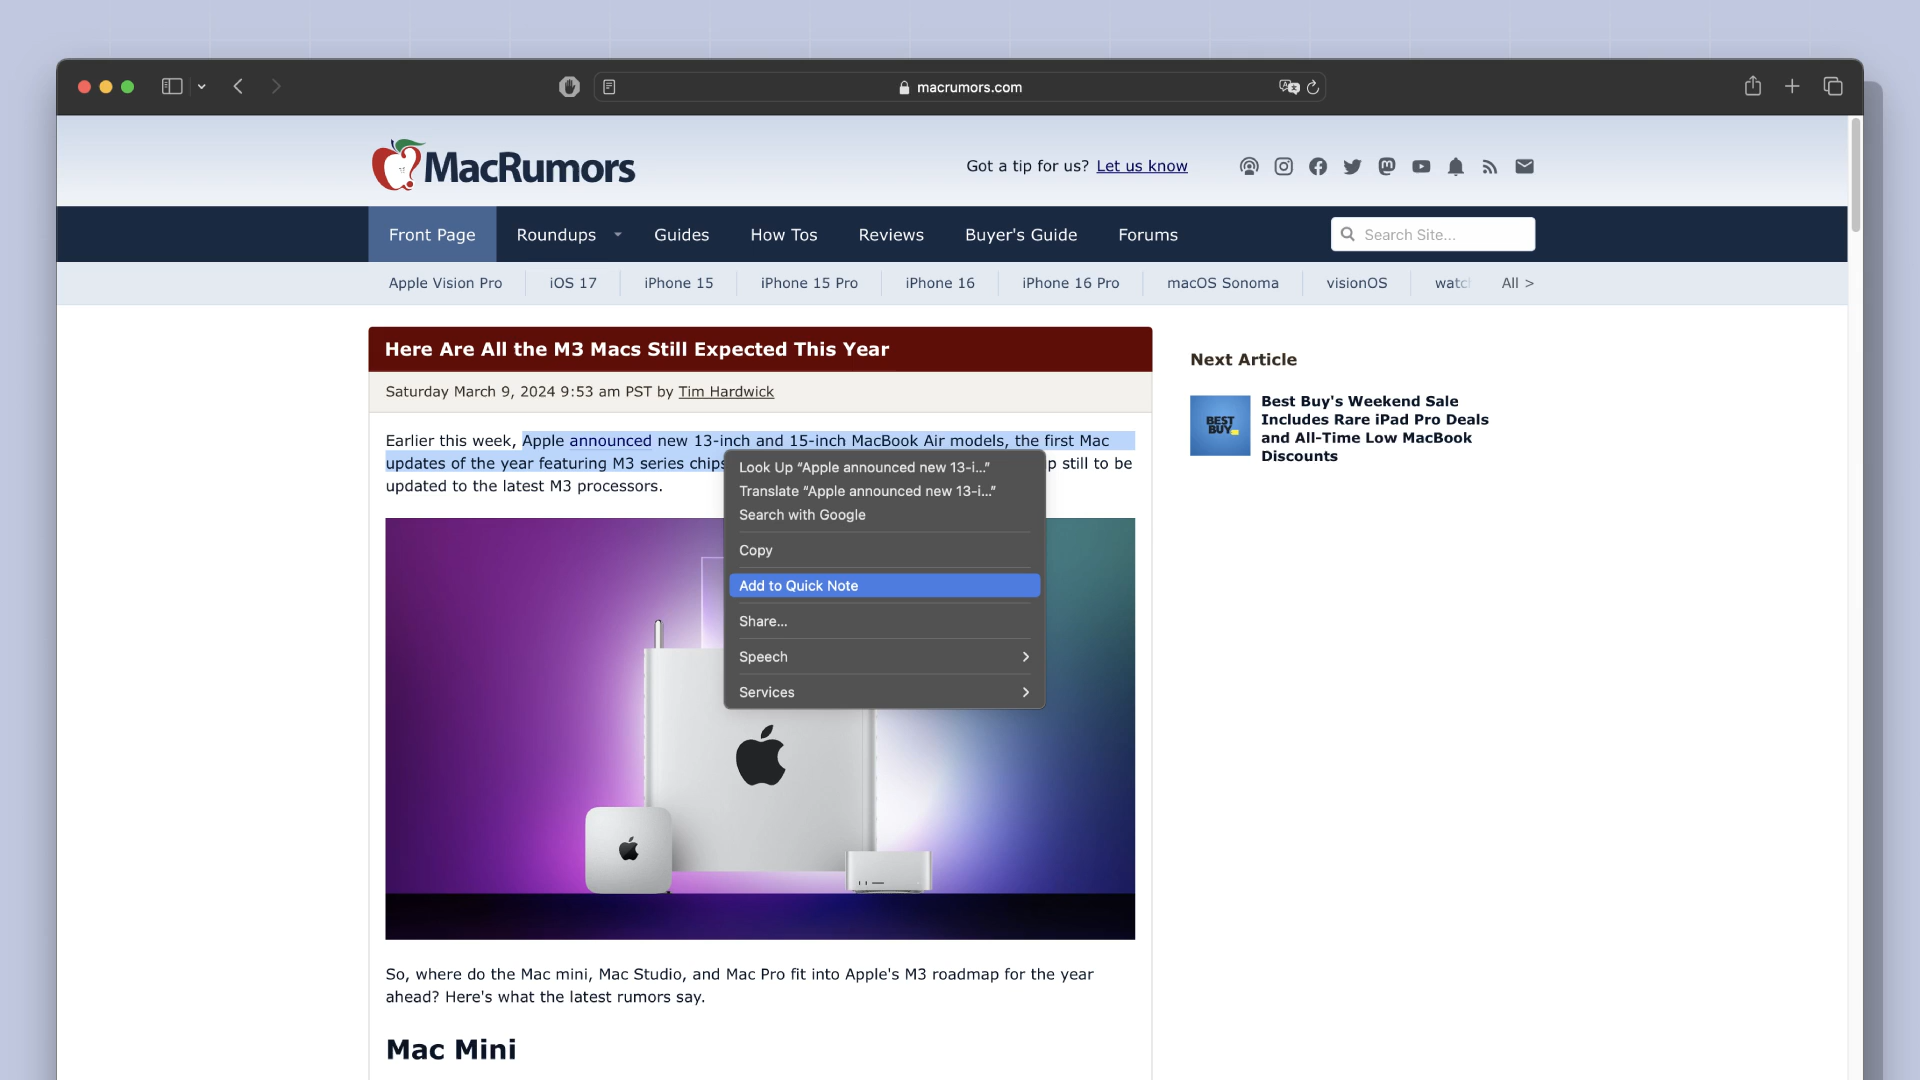 macrumors.com
MacRumors
Got a tip for us? Let us know
Front Page Roundups Guides How Tos Reviews Buyer's Guide Forums Search Site...
Apple Vision Pro iOS 17 iPhone 15 iPhone 15 Pro iPhone 16 iPhone 16 Pro macOS Sonoma visionOS watc All >
Here Are All the M3 Macs Still Expected This Year
Saturday March 9, 2024 9:53 am PST by Tim Hardwick
Earlier this week, Apple announced new 13-inch and 15-inch MacBook Air models, the first Mac
updates of the year featuring M3 series chips
p still to be
updated to the latest M3 processors.
Look Up “Apple announced new 13-i...”
Translate “Apple announced new 13-i...”
Search with Google
Copy
Add to Quick Note
Share...
Speech
Services
So, where do the Mac mini, Mac Studio, and Mac Pro fit into Apple's M3 roadmap for the year
ahead? Here's what the latest rumors say.
Mac Mini
Next Article
BEST
BUY
Best Buy's Weekend Sale
Includes Rare iPad Pro Deals
and All-Time Low MacBook
Discounts